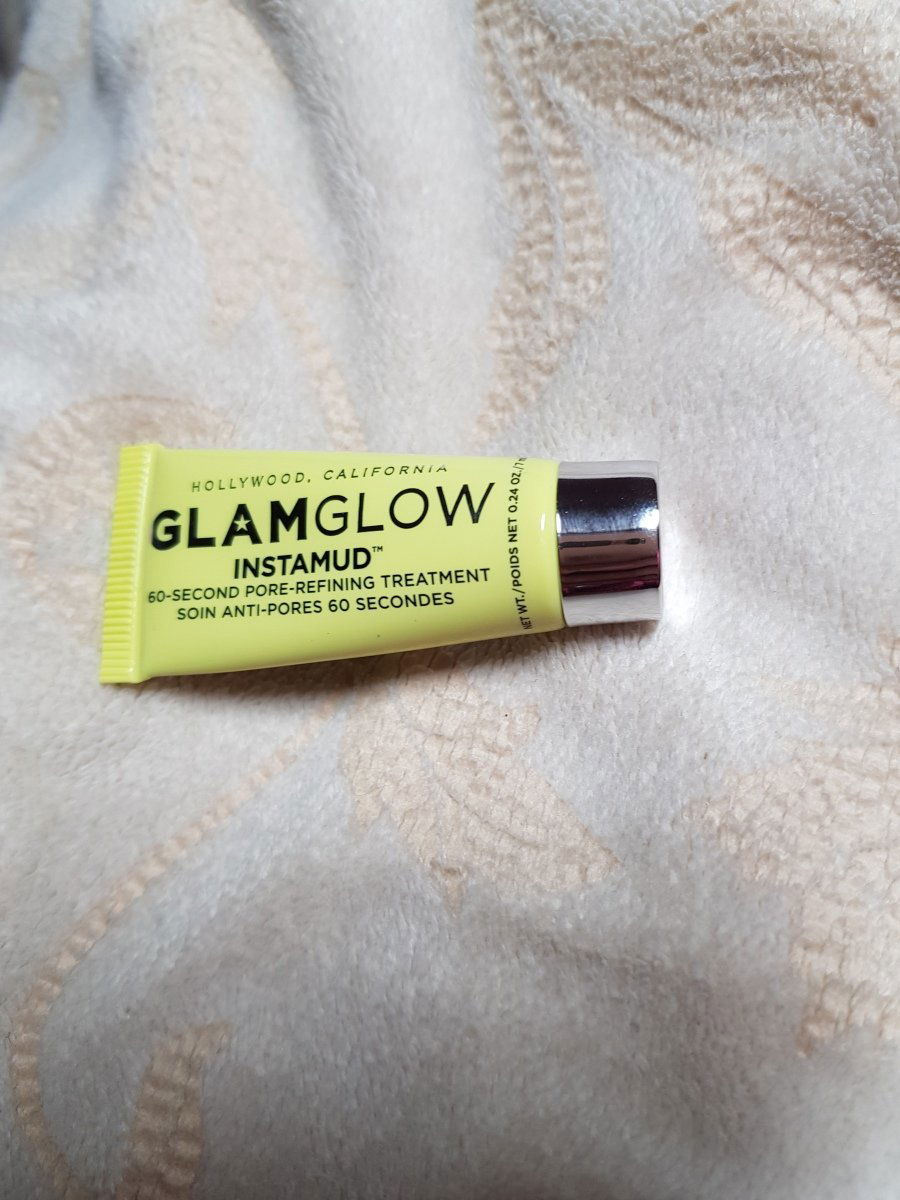 HOLLYWOOD, CALIFORNIA
GLAMGLOW
INSTAMUD™
60-SECOND PORE-REFINING TREATMENT
SOIN ANTI-PORES 60 SECONDES
NET WT./POIDS NET 0.24 OZ./7